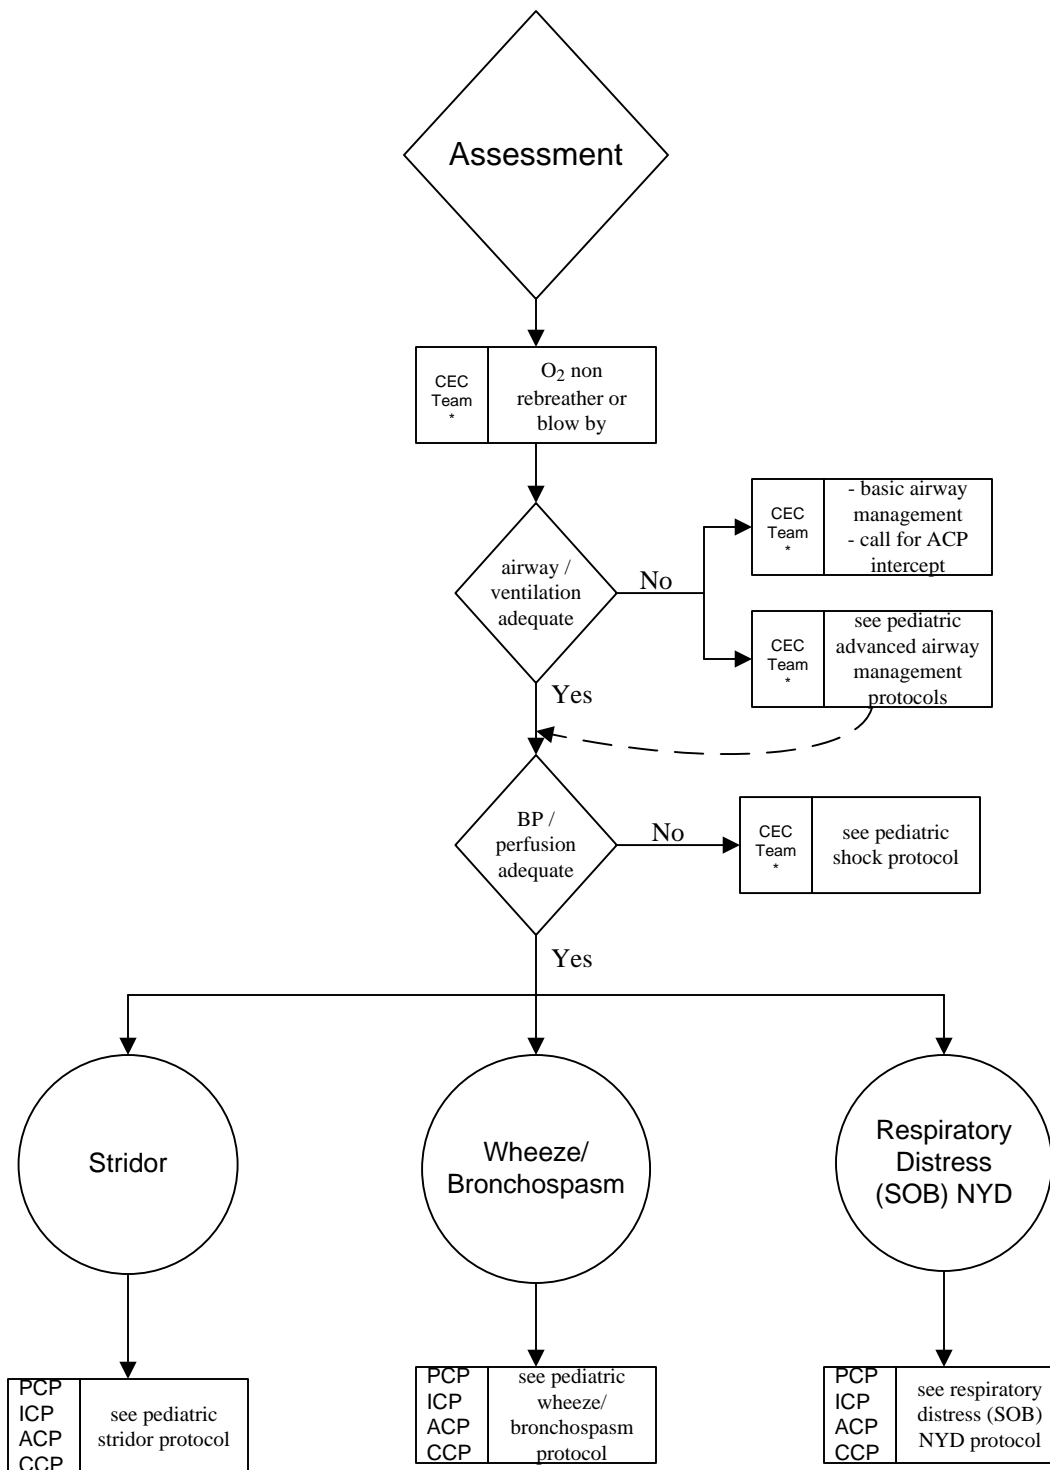 Assessment
CEC
Team
*
O2 non
rebreather or
blow by
airway /
ventilation
adequate
No
CEC
Team
*
- basic airway
management
- call for ACP
intercept
CEC
Team
*
see pediatric
advanced airway
management
protocols
Yes
BP /
perfusion
adequate
No
CEC
Team
*
see pediatric
shock protocol
Yes
Stridor
Wheeze/
Bronchospasm
Respiratory
Distress
(SOB) NYD
PCP
ICP
ACP
CCP
see pediatric
stridor protocol
PCP
ICP
ACP
CCP
see pediatric
wheeze/
bronchospasm
protocol
PCP
ICP
ACP
CCP
see respiratory
distress (SOB)
NYD protocol